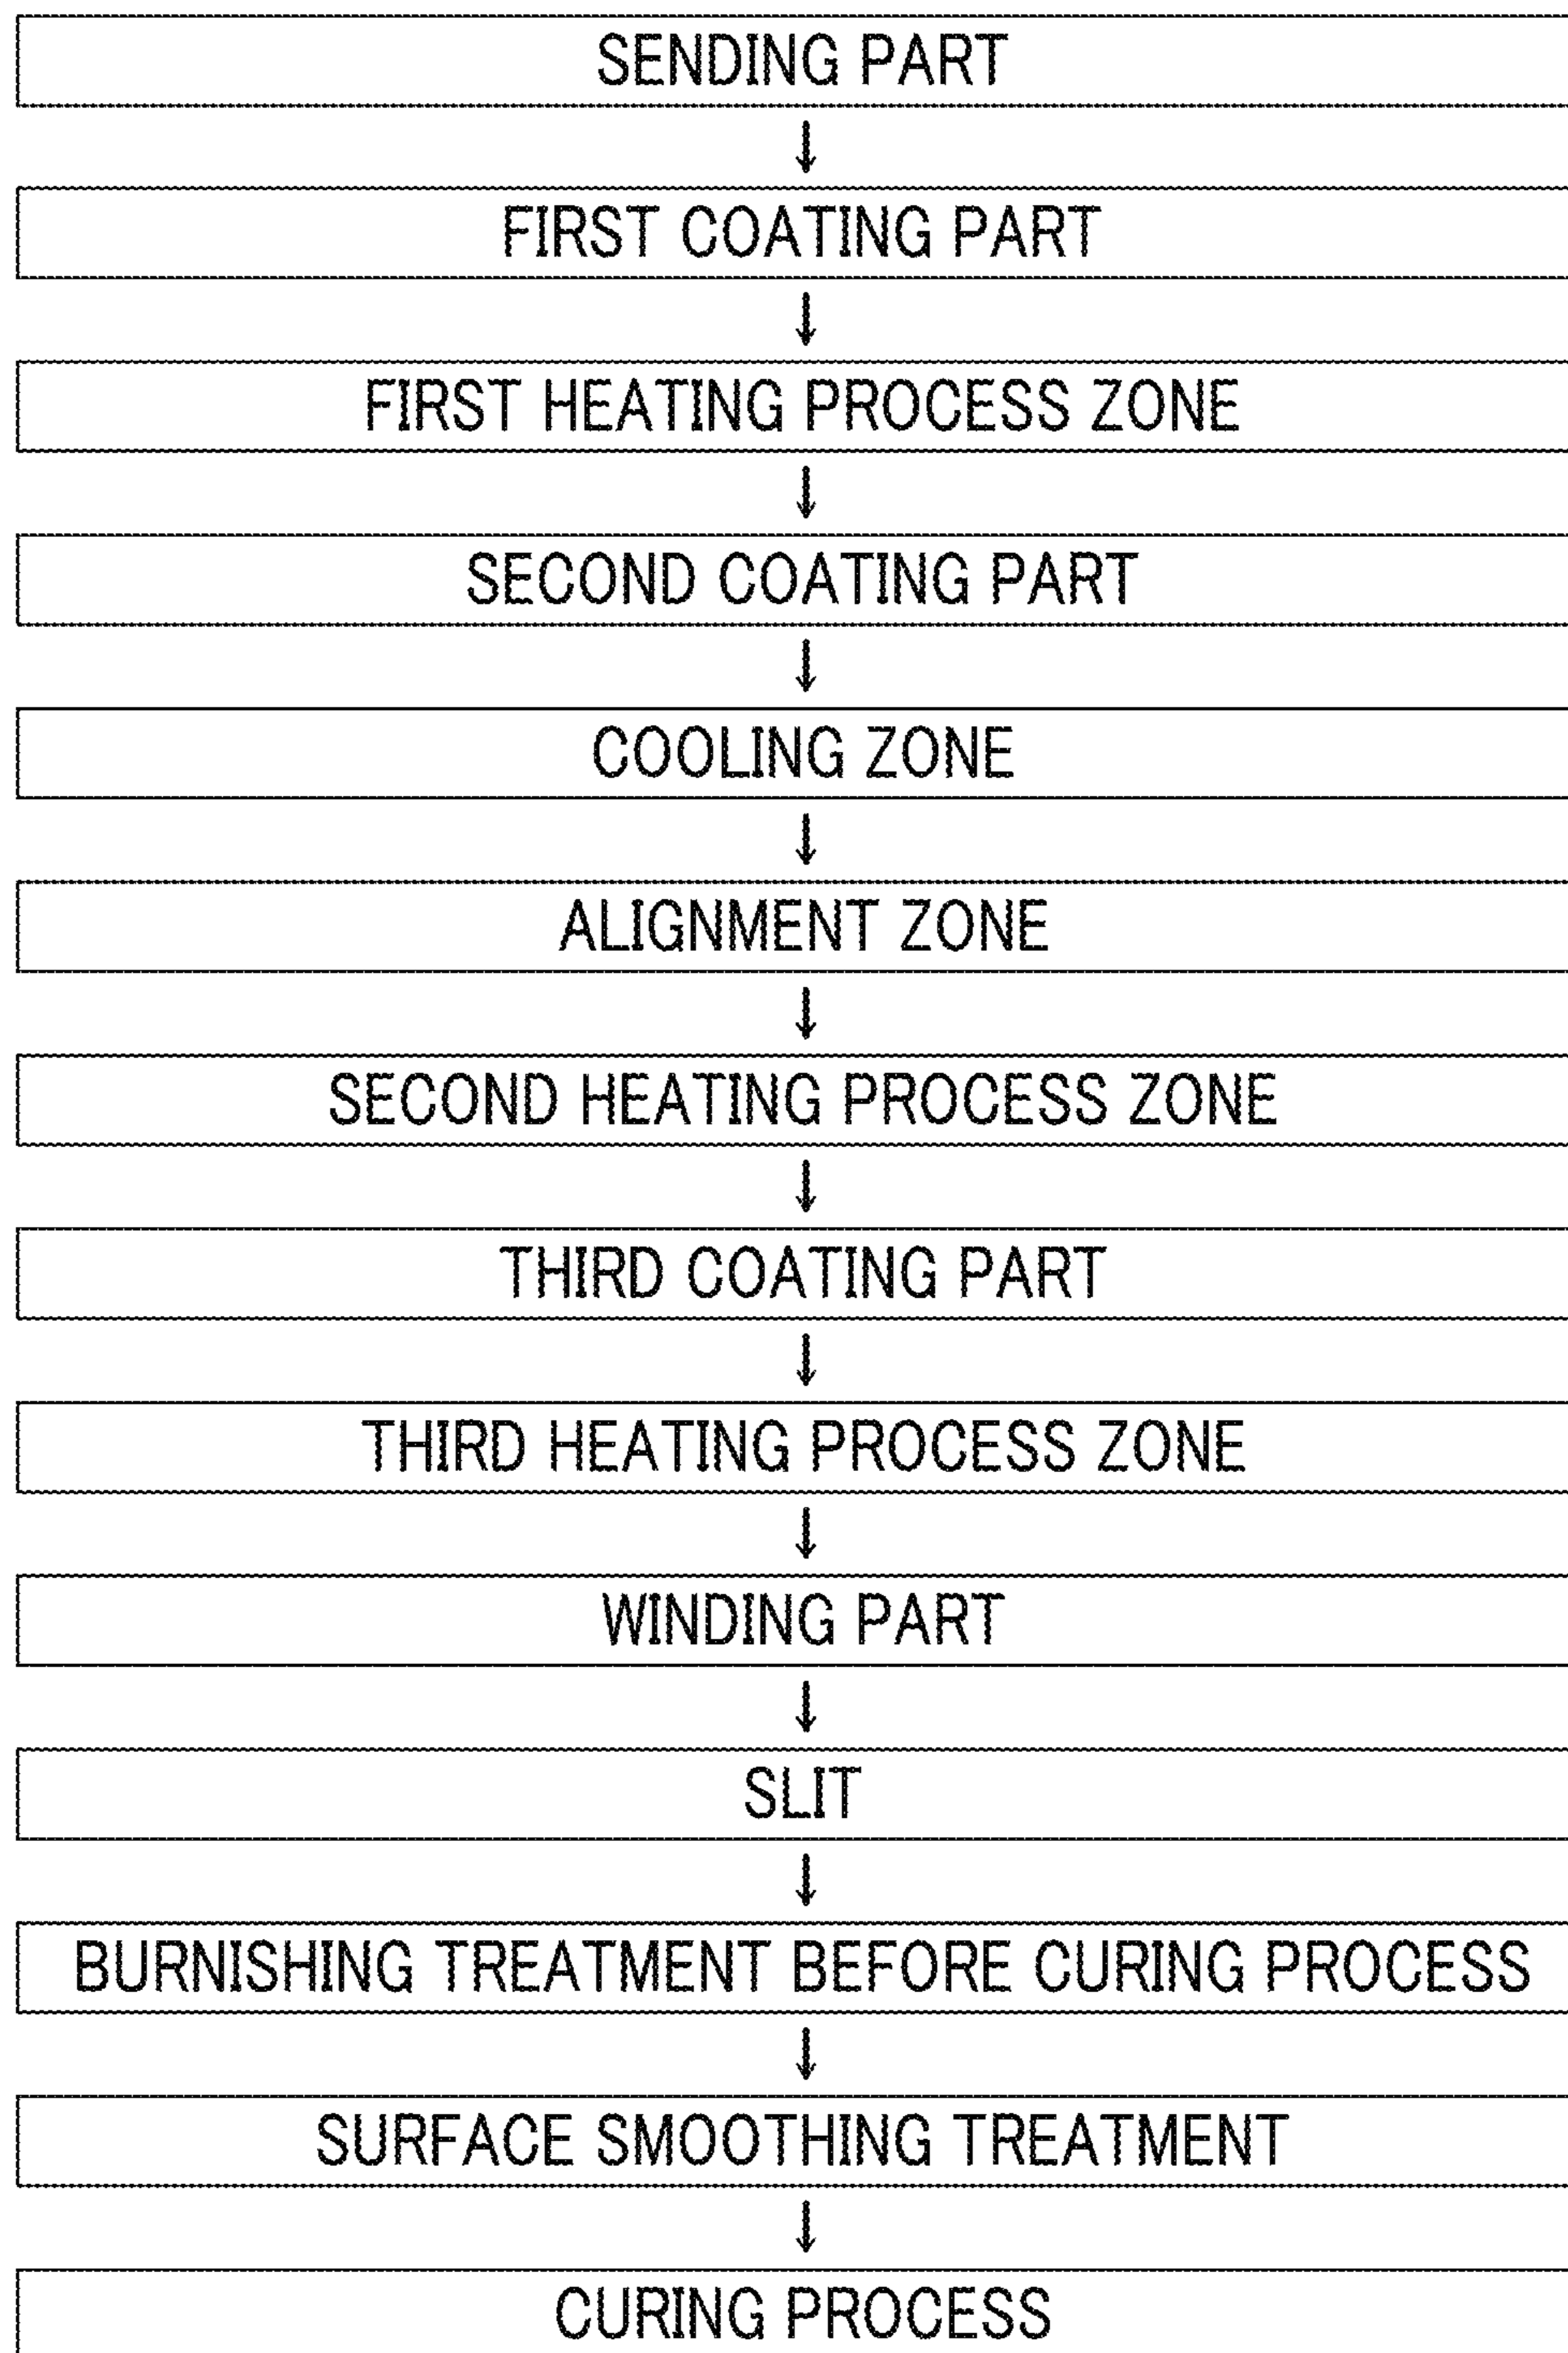 SENDING PART
FIRST COATING PART
FIRST HEATING PROCESS ZONE
SECOND COATING PART
COOLING ZONE
ALIGNMENT ZONE
SECOND HEATING PROCESS ZONE
THIRD COATING PART
THIRD HEATING PROCESS ZONE
WINDING PART
SLIT
BURNISHING TREATMENT BEFORE CURING PROCESS
SURFACE SMOOTHING TREATMENT
CURING PROCESS